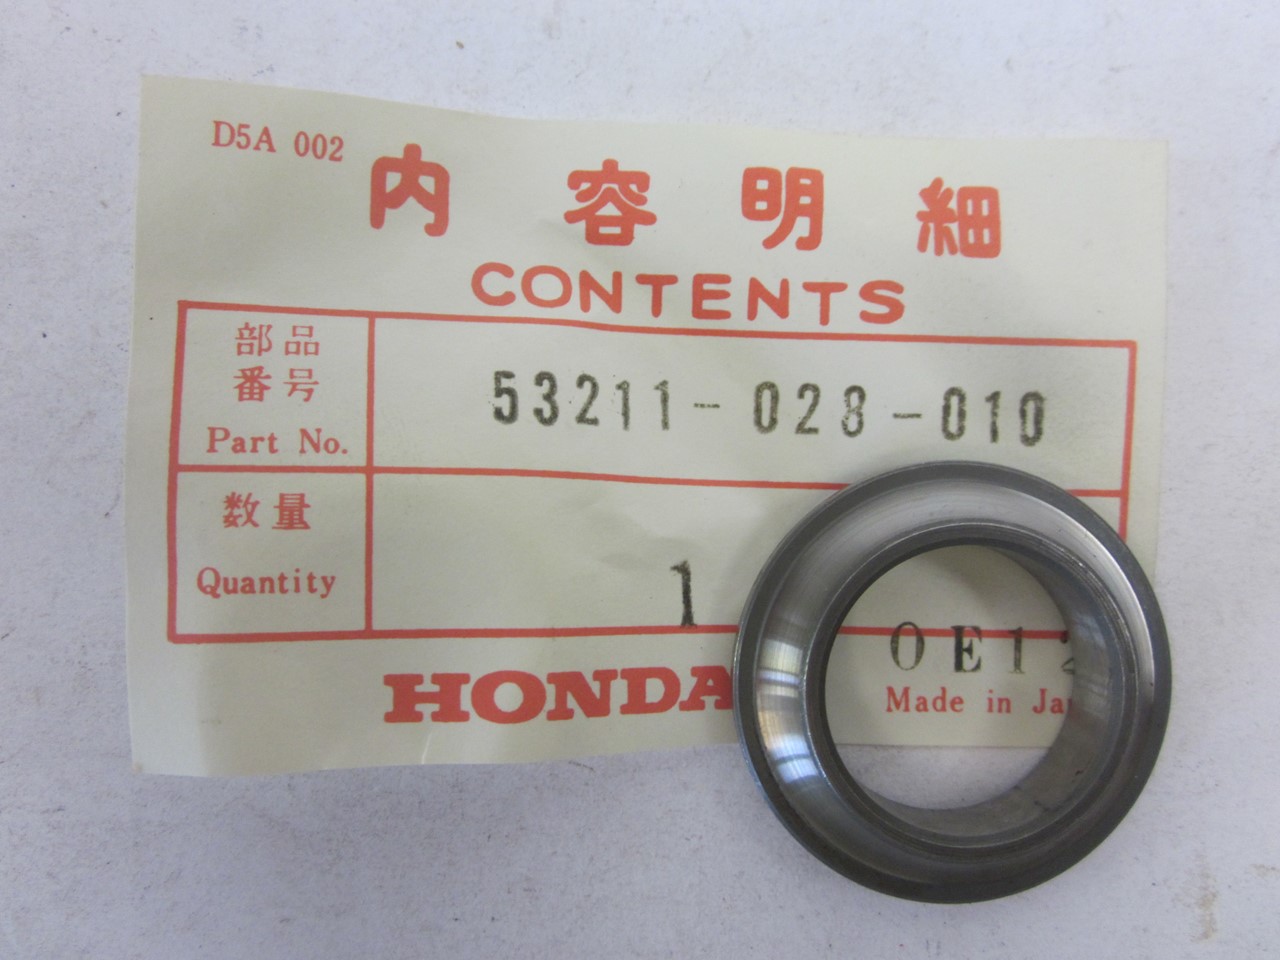 D5A 002
内容明細
CONTENTS
部品
番号
Part No.
53211-028-010
数量
Quantity
1
HONDA
0E12
Made in Ja